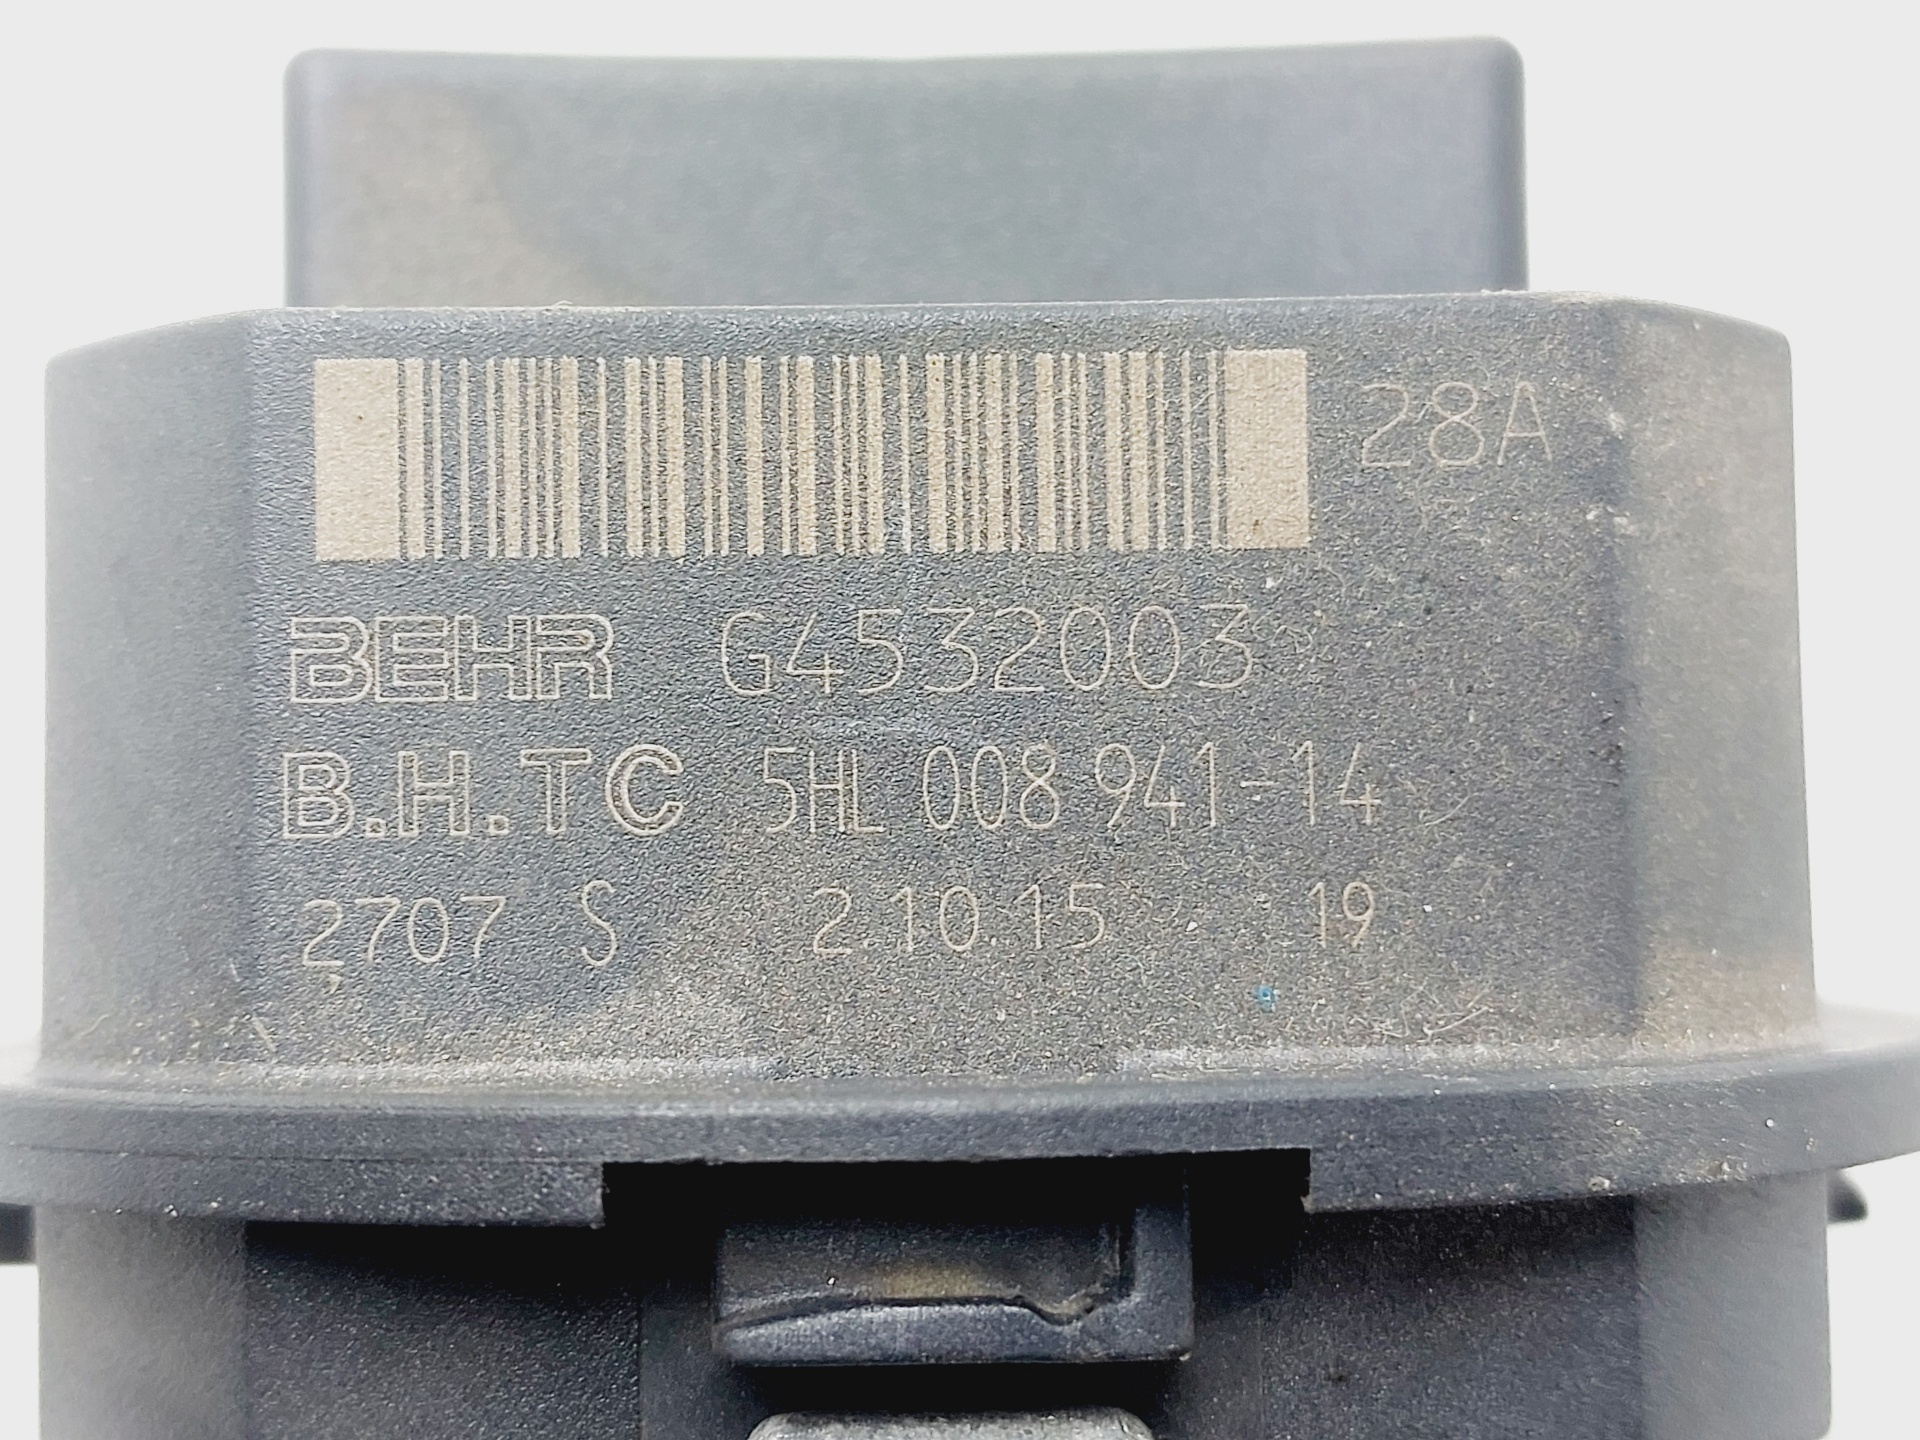 28A
BEHR G4532003
B.H.TC 5HL 008 941-14
2707 S 2.10.15 19